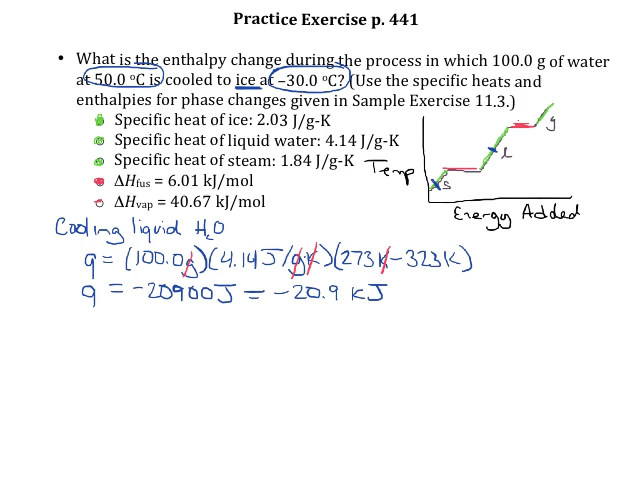 Practice Exercise p. 441
• What is the enthalpy change during the process in which 100.0 g of water
at 50.0 °C is cooled to ice at –30.0 °C? (Use the specific heats and
enthalpies for phase changes given in Sample Exercise 11.3.)
Specific heat of ice: 2.03 J/g-K
Specific heat of liquid water: 4.14 J/g-K
Specific heat of steam: 1.84 J/g-K
ΔHfus = 6.01 kJ/mol
ΔHvap = 40.67 kJ/mol
Temp
s
l
g
Energy Added
Cooling liquid H2O
q = (100.0g)(4.14J/gK)(273K-323K)
q = -20900J = -20.9 kJ